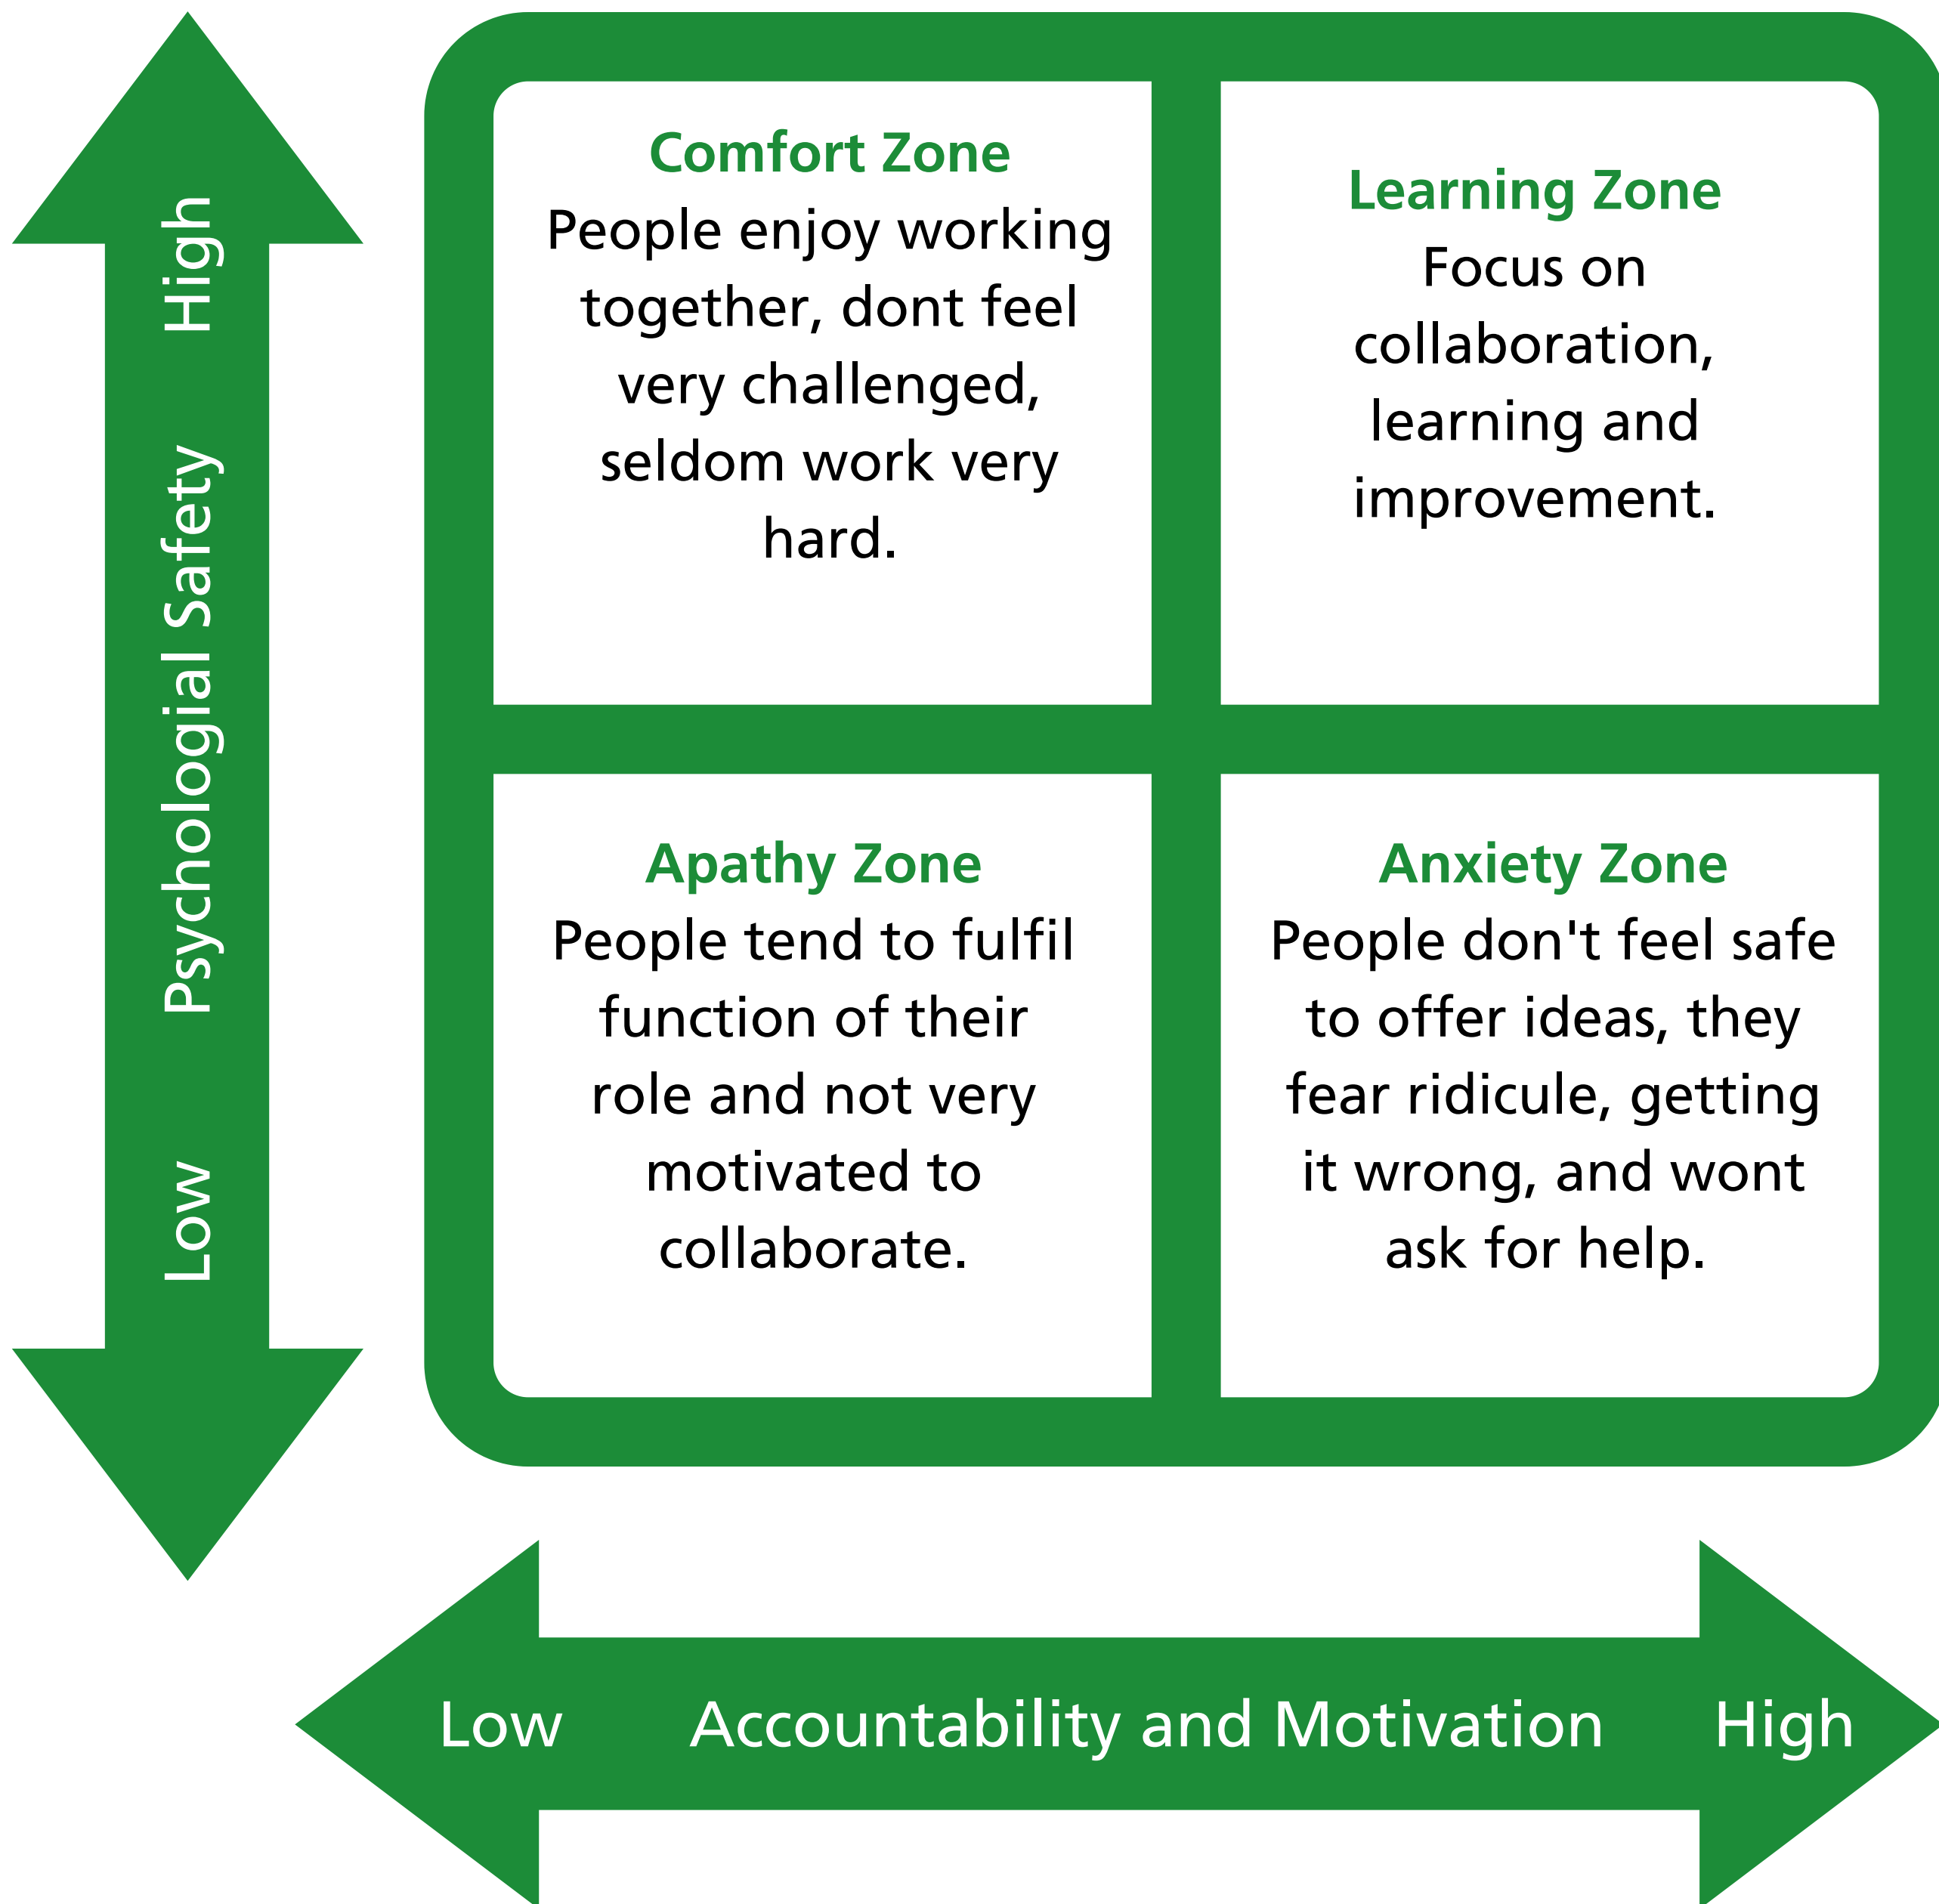 Comfort Zone
People enjoy working
together, dont feel
very challenged,
seldom work very
hard.
Learning Zone
Focus on
collaboration,
learning and
improvement.
Apathy Zone
People tend to fulfil
function of their
role and not very
motivated to
collaborate.
Anxiety Zone
People don't feel safe
to offer ideas, they
fear ridicule, getting
it wrong, and wont
ask for help.
Low Psychologial Safety High
Low Accountability and Motivation High